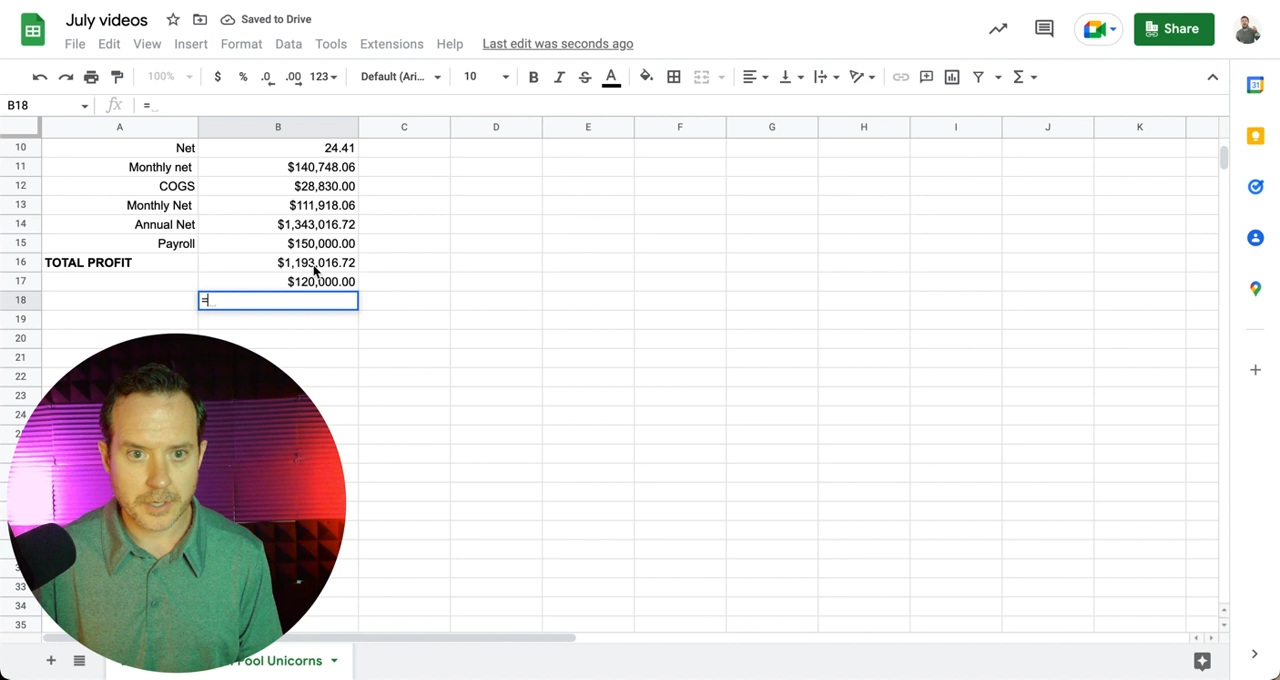 July videos Saved to Drive
File Edit View Insert Format Data Tools Extensions Help Last edit was seconds ago
Share
100% $ % .0 .00 123 Default (Ari... 10 B I S A
B18 fx =
A B C D E F G H I J K
10 Net 24.41
11 Monthly net $140,748.06
12 COGS $28,830.00
13 Monthly Net $111,918.06
14 Annual Net $1,343,016.72
15 Payroll $150,000.00
16 TOTAL PROFIT $1,193,016.72
17 $120,000.00
18 =
19
20
21
22
23
24
33
34
35
Pool Unicorns
31